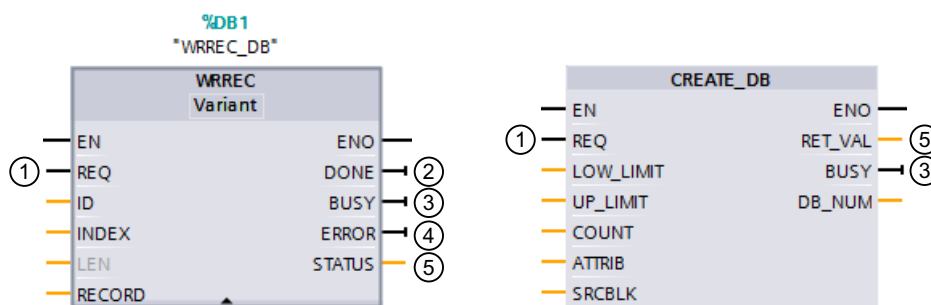 %DB1
"WRREC_DB"
WRREC
Variant
EN ENO
1 REQ DONE 2
ID BUSY 3
INDEX ERROR 4
LEN STATUS 5
RECORD
CREATE_DB
EN ENO
1 REQ RET_VAL 5
LOW_LIMIT BUSY 3
UP_LIMIT DB_NUM
COUNT
ATTRIB
SRCBLK